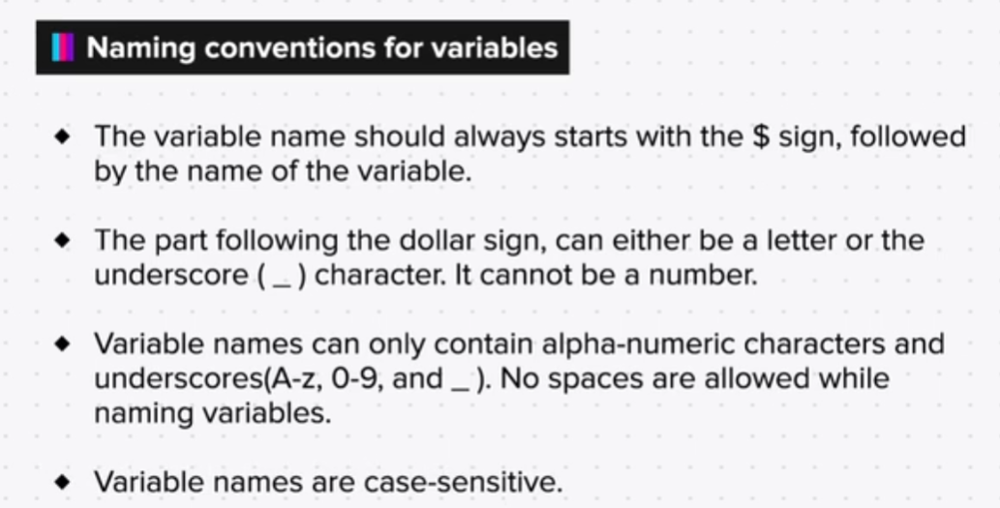 Naming conventions for variables
◆ The variable name should always starts with the $ sign, followed
by the name of the variable.
◆ The part following the dollar sign, can either be a letter or the
underscore ( _ ) character. It cannot be a number.
◆ Variable names can only contain alpha-numeric characters and
underscores(A-z, 0-9, and _ ). No spaces are allowed while
naming variables.
◆ Variable names are case-sensitive.